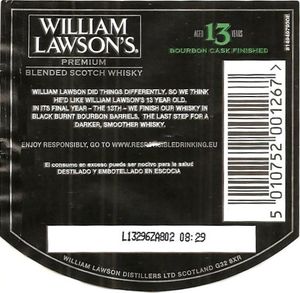 WILLIAM
LAWSON'S.
PREMIUM
BLENDED SCOTCH WHISKY
AGED 13 YEARS
BOURBON CASK FINISHED
WILLIAM LAWSON DID THINGS DIFFERENTLY. SO WE THINK
HE'D LIKE WILLIAM LAWSON'S 13 YEAR OLD.
IN ITS FINAL YEAR – THE 13TH – WE FINISH OUR WHISKY IN
BLACK BURNT BOURBON BARRELS. THE LAST STEP FOR A
DARKER, SMOOTHER WHISKY.
ENJOY RESPONSIBLY, GO TO WWW.RESPONSIBLEDRINKING.EU
El consumo en exceso puede ser nocivo para la salud
DESTILADO Y EMBOTELLADO EN ESCOCIA
5 010752 001267 >
L13296ZA802 08:29
WILLIAM LAWSON DISTILLERS LTD SCOTLAND G32 8XR